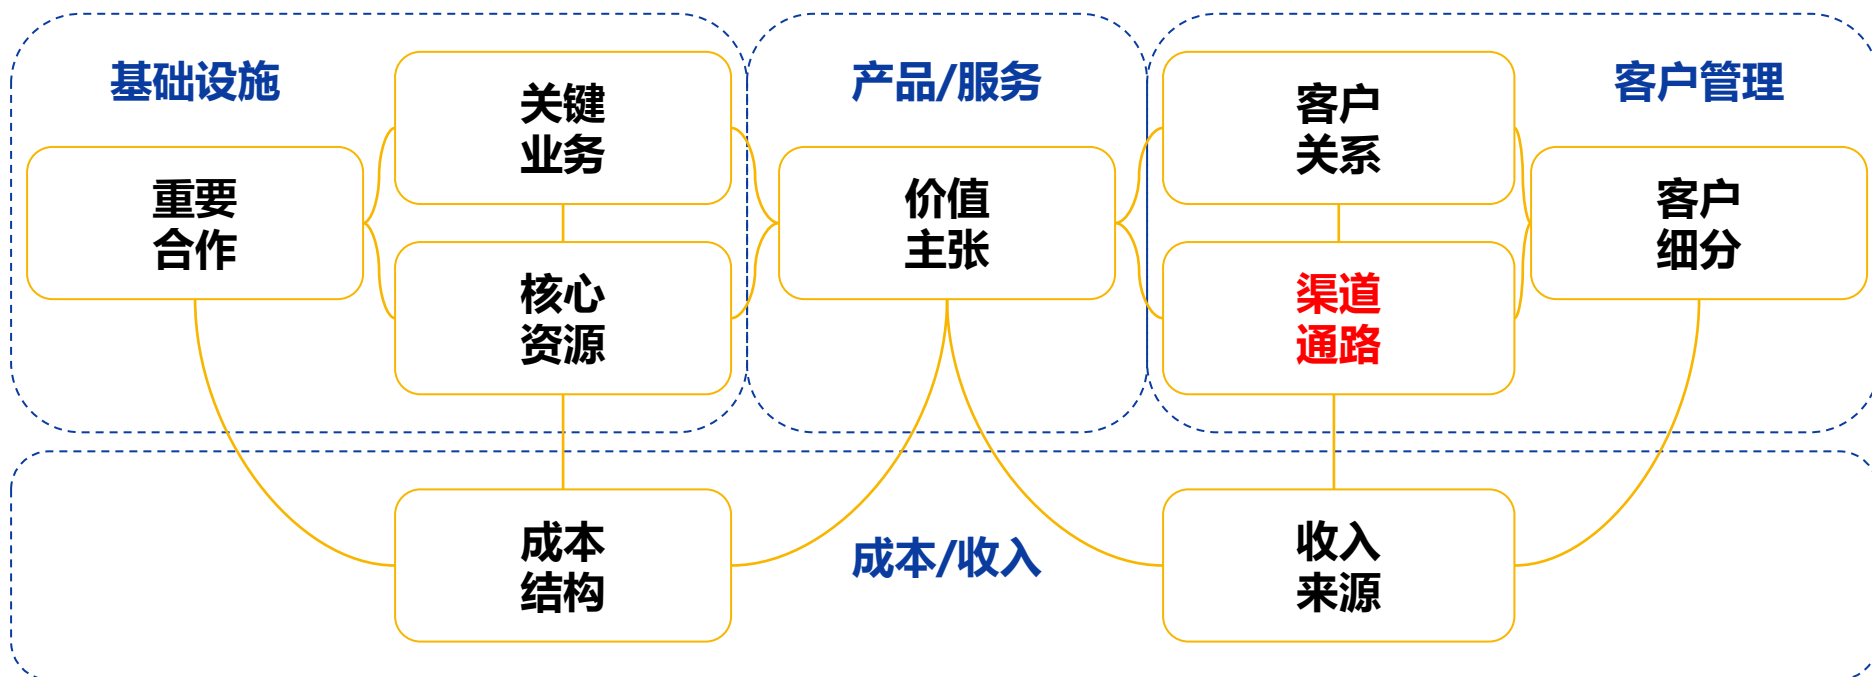 基础设施
关键
业务
产品/服务
客户
关系
客户管理
重要
合作
价值
主张
客户
细分
核心
资源
渠道
通路
成本
结构
成本/收入
收入
来源